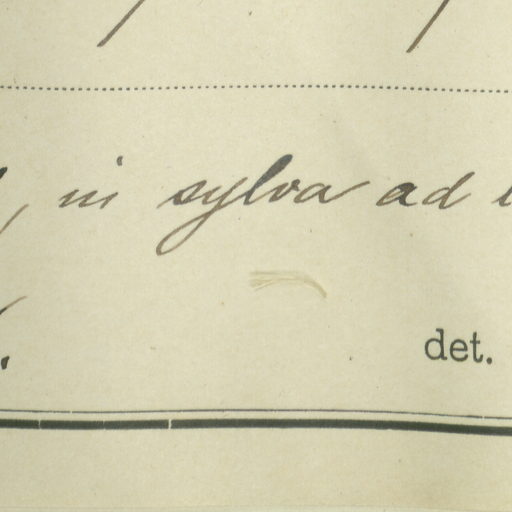 , in sylva ad
det.